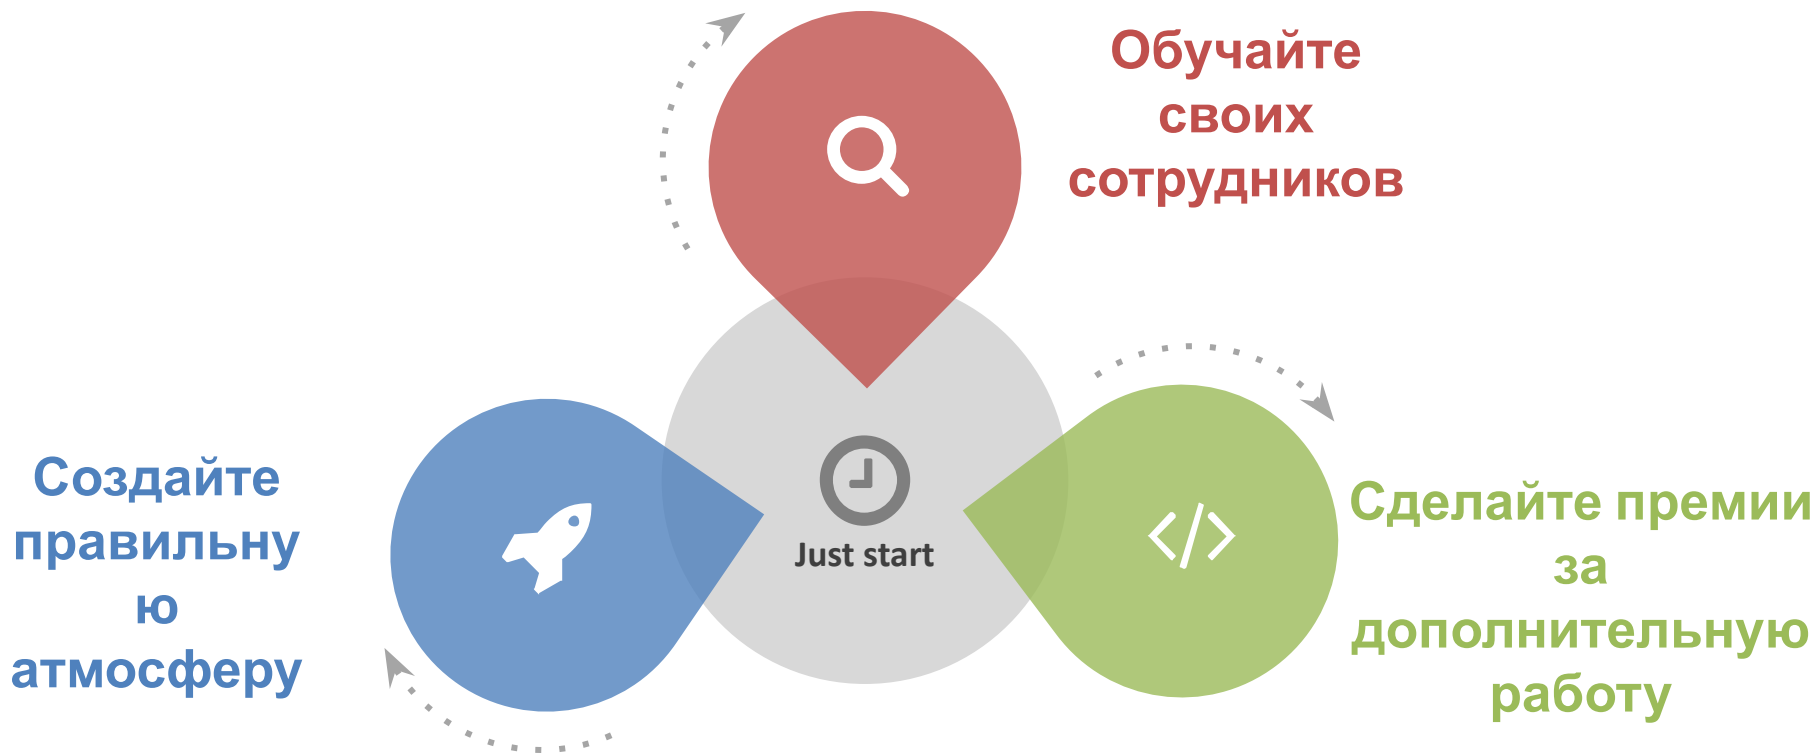 Обучайте
своих
сотрудников
Создайте
правильну
ю
атмосферу
Just start
Сделайте премии
за
дополнительную
работу